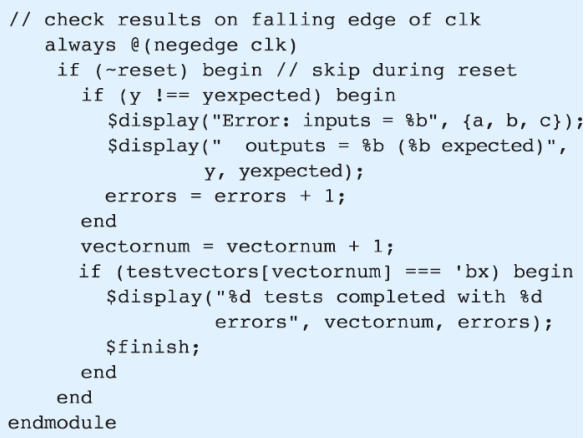 // check results on falling edge of clk
always @(negedge clk)
if (~reset) begin // skip during reset
if (y !== yexpected) begin
$display("Error: inputs = %b", {a, b, c});
$display("  outputs = %b (%b expected)",
y, yexpected);
errors = errors + 1;
end
vectornum = vectornum + 1;
if (testvectors[vectornum] === 'bx) begin
$display("%d tests completed with %d
errors", vectornum, errors);
$finish;
end
end
endmodule